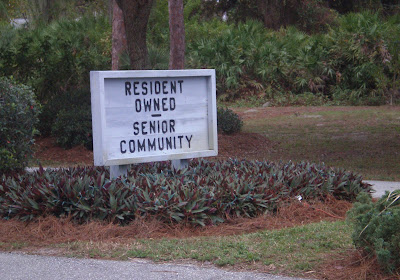 RESIDENT
OWNED
—
SENIOR
COMMUNITY